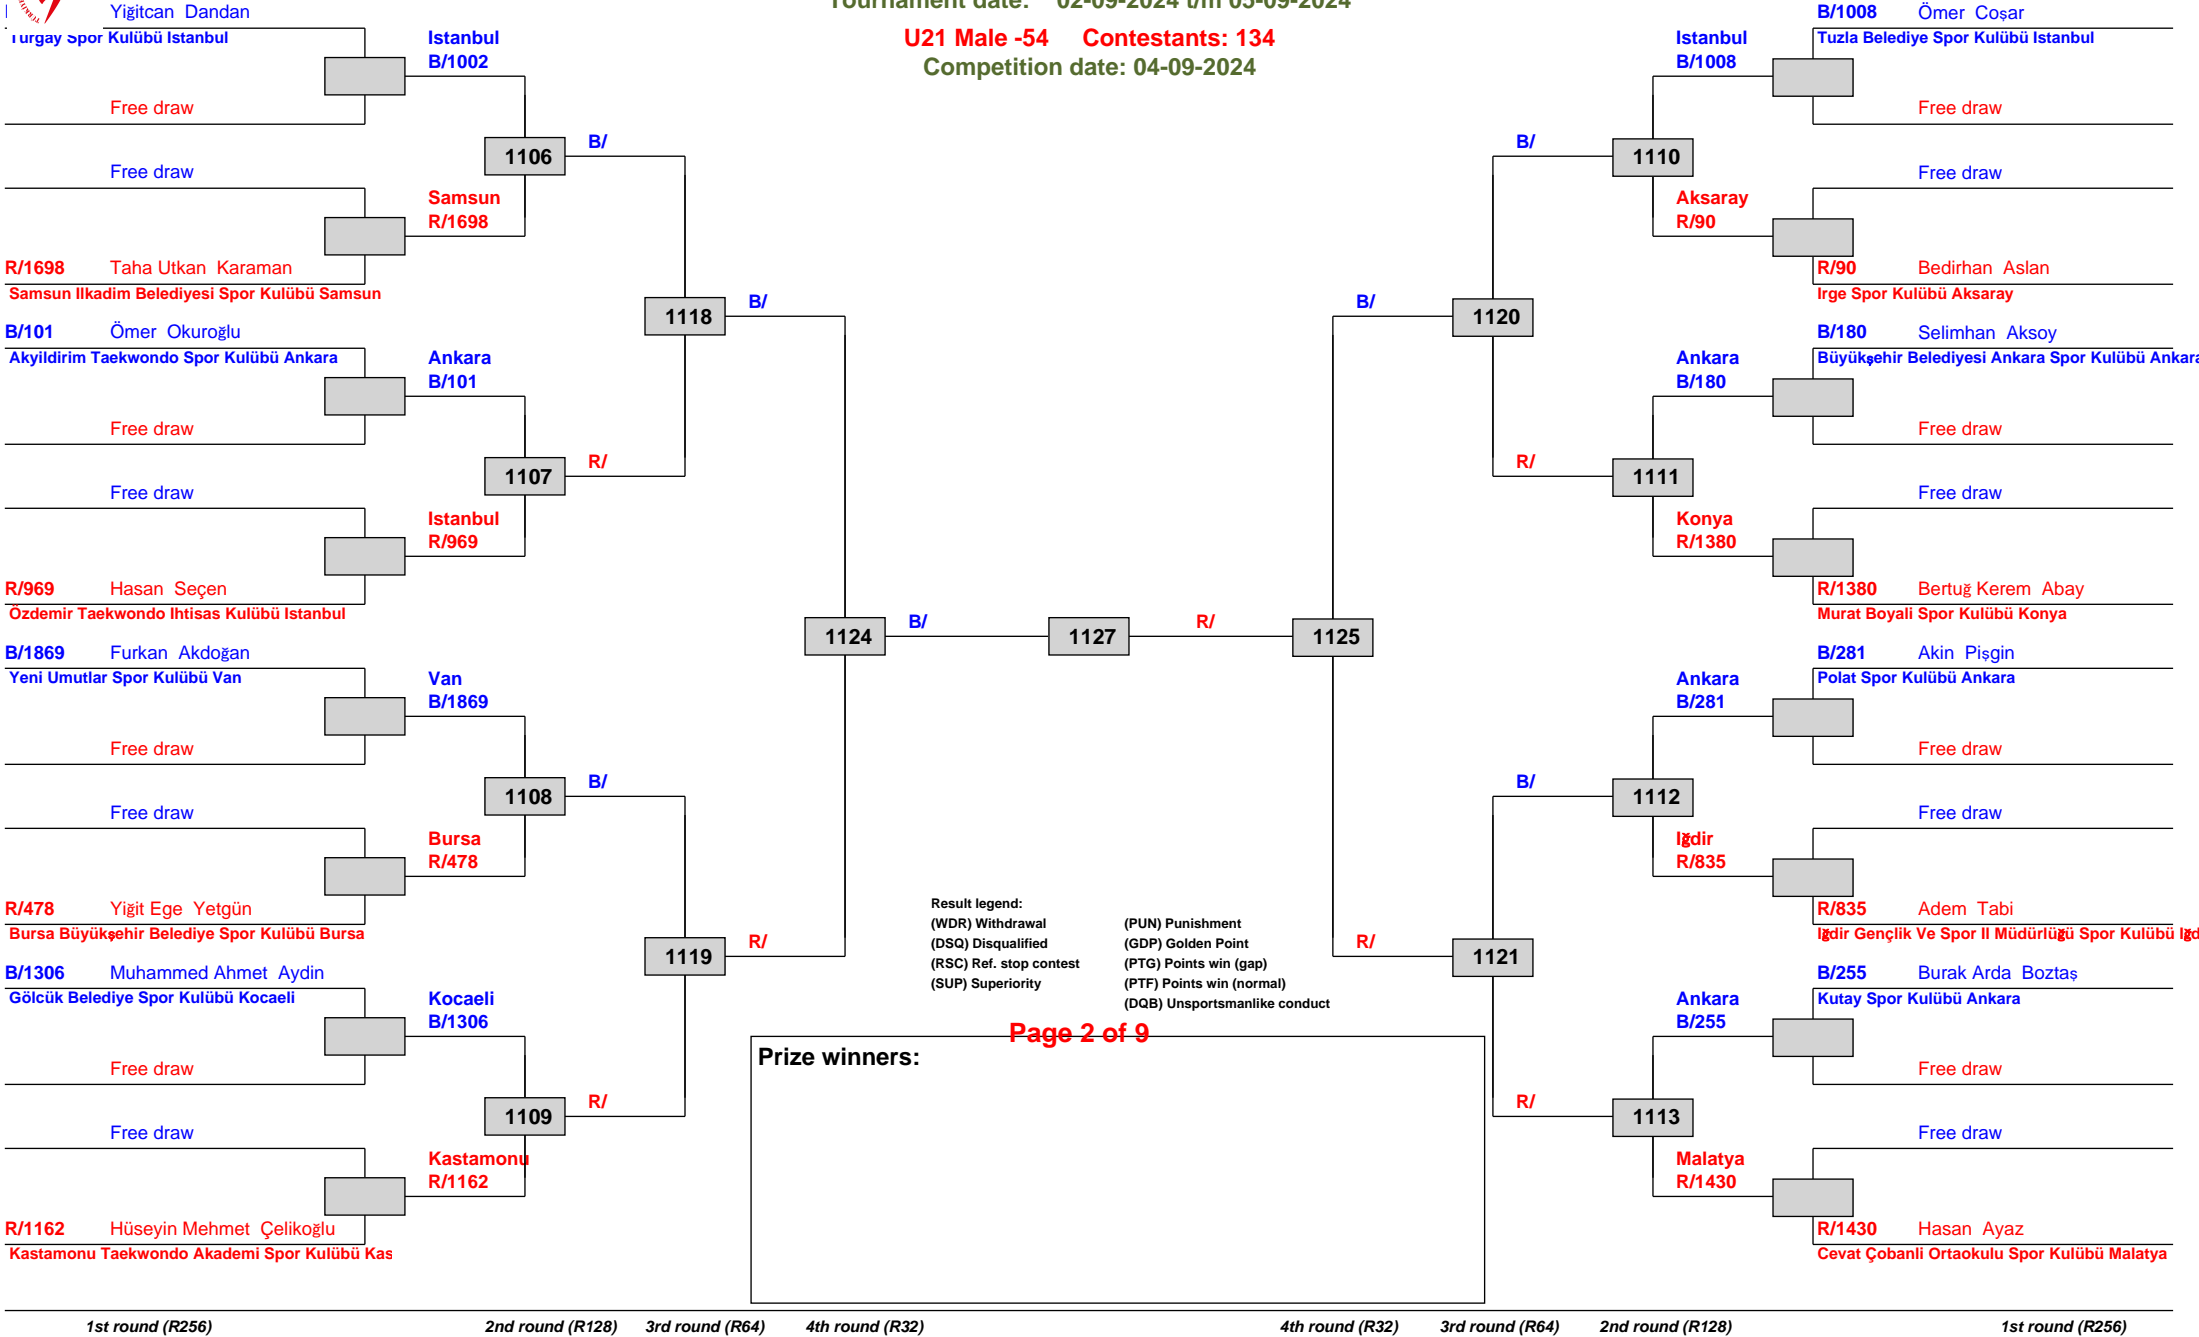 Tournament date: 02-09-2024 t/m 05-09-2024
U21 Male -54 Contestants: 134
Competition date: 04-09-2024
Yiğitcan Dandan
Turgay Spor Kulübü Istanbul
Istanbul
B/1002
Free draw
1106
B/
Free draw
Samsun
R/1698
R/1698 Taha Utkan Karaman
Samsun Ilkadim Belediyesi Spor Kulübü Samsun
1118
B/
B/101 Ömer Okuroğlu
Akyildirim Taekwondo Spor Kulübü Ankara
Ankara
B/101
Free draw
1107
R/
Free draw
Istanbul
R/969
R/969 Hasan Seçen
Özdemir Taekwondo Ihtisas Kulübü Istanbul
1124
B/
1127
R/
1125
B/1869 Furkan Akdoğan
Yeni Umutlar Spor Kulübü Van
Van
B/1869
Free draw
1108
B/
Free draw
Bursa
R/478
R/478 Yiğit Ege Yetgün
Bursa Büyükşehir Belediye Spor Kulübü Bursa
1119
R/
B/1306 Muhammed Ahmet Aydin
Gölcük Belediye Spor Kulübü Kocaeli
Kocaeli
B/1306
Free draw
1109
R/
Free draw
Kastamonu
R/1162
R/1162 Hüseyin Mehmet Çelikoğlu
Kastamonu Taekwondo Akademi Spor Kulübü Kas
B/1008 Ömer Coşar
Tuzla Belediye Spor Kulübü Istanbul
Istanbul
B/1008
Free draw
B/
1110
Free draw
Aksaray
R/90
R/90 Bedirhan Aslan
Irge Spor Kulübü Aksaray
B/
1120
B/180 Selimhan Aksoy
Büyükşehir Belediyesi Ankara Spor Kulübü Ankara
Ankara
B/180
Free draw
R/
1111
Free draw
Konya
R/1380
R/1380 Bertuğ Kerem Abay
Murat Boyali Spor Kulübü Konya
B/281 Akin Pişgin
Polat Spor Kulübü Ankara
Ankara
B/281
Free draw
B/
1112
Free draw
Iğdir
R/835
R/835 Adem Tabi
Iğdir Gençlik Ve Spor Il Müdürlüğü Spor Kulübü Iğd
R/
1121
B/255 Burak Arda Boztaş
Kutay Spor Kulübü Ankara
Ankara
B/255
Free draw
R/
1113
Free draw
Malatya
R/1430
R/1430 Hasan Ayaz
Cevat Çobanli Ortaokulu Spor Kulübü Malatya
Result legend:
(WDR) Withdrawal (PUN) Punishment
(DSQ) Disqualified (GDP) Golden Point
(RSC) Ref. stop contest (PTG) Points win (gap)
(SUP) Superiority (PTF) Points win (normal)
(DQB) Unsportsmanlike conduct
Page 2 of 9
Prize winners:
1st round (R256) 2nd round (R128) 3rd round (R64) 4th round (R32) 4th round (R32) 3rd round (R64) 2nd round (R128) 1st round (R256)